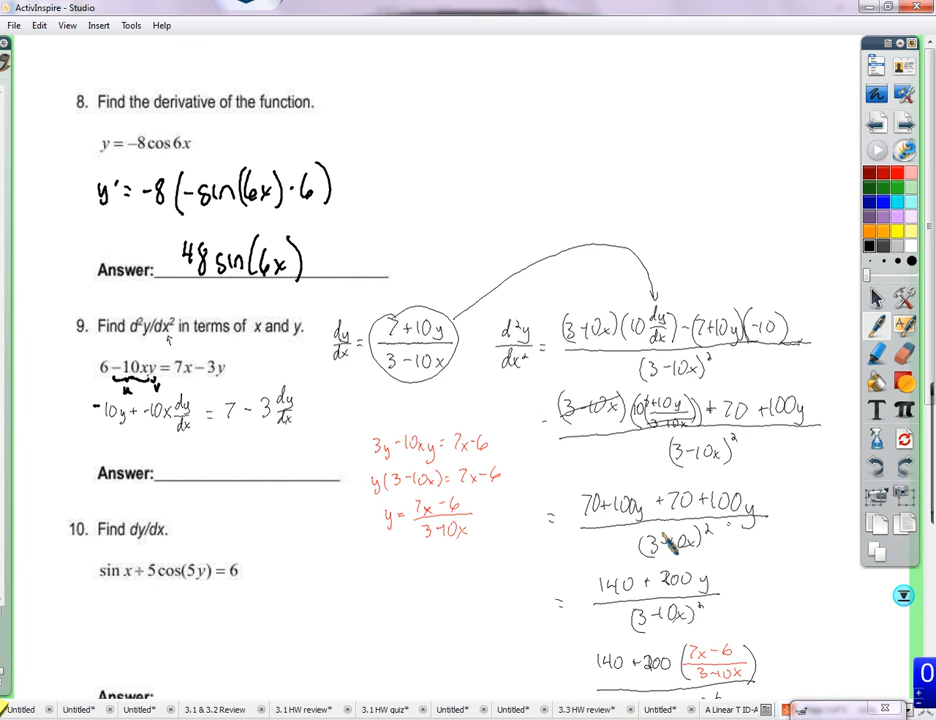 ActivInspire - Studio
File Edit View Insert Tools Help
8. Find the derivative of the function.
y = –8 cos 6x
y' = -8 (-sin(6x) · 6)
Answer: 48 sin(6x)
9. Find d²y/dx² in terms of x and y.
6 – 10xy = 7x – 3y
u v
-10y + -10x dy/dx = 7 - 3 dy/dx
Answer:
dy/dx = (7+10y)/(3-10x)
d²y/dx² = ((3-10x)(10 dy/dx) - (7+10y)(-10))/(3-10x)²
= ((3-10x)(10 (7+10y)/(3-10x)) + 70 + 100y)/(3-10x)²
= (70+100y + 70+100y)/(3-10x)²
= (140 + 200y)/(3-10x)²
140 + 200 ((7x-6)/(3-10x))
3y - 10xy = 7x - 6
y(3-10x) = 7x - 6
y = (7x - 6)/(3-10x)
10. Find dy/dx.
sin x + 5 cos(5y) = 6
Answer:
Untitled Untitled* Untitled* 3.1 & 3.2 Review 3.1 HW review* 3.1 HW quiz* Untitled* Untitled* 3.3 HW review* Untitled* A Linear T ID-A
0